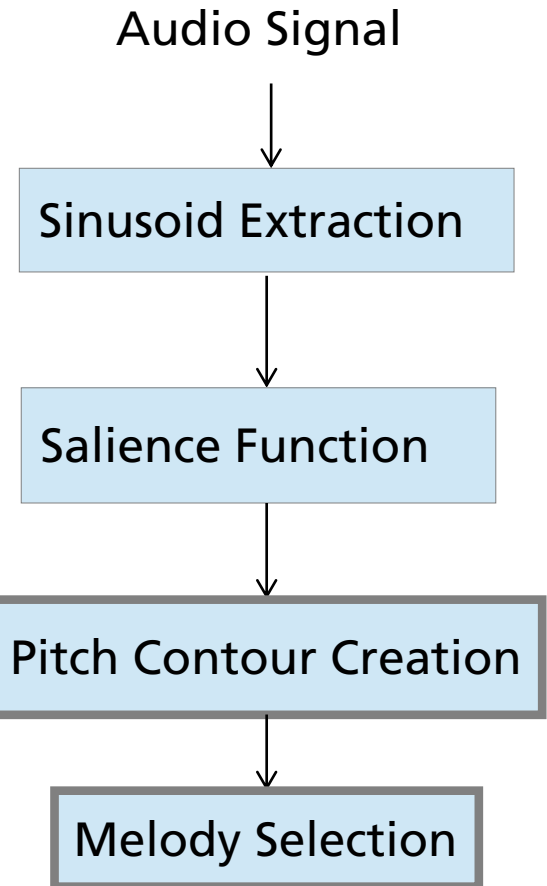 Audio Signal
Sinusoid Extraction
Salience Function
Pitch Contour Creation
Melody Selection